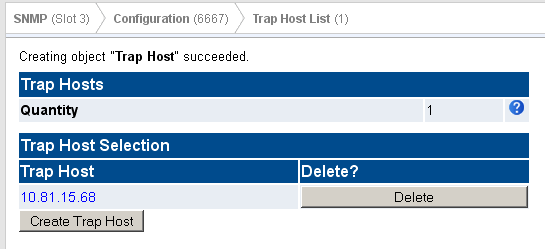 SNMP (Slot 3) Configuration (6667) Trap Host List (1)
Creating object "Trap Host" succeeded.
Trap Hosts
Quantity 1 ?
Trap Host Selection
Trap Host Delete?
10.81.15.68 Delete
Create Trap Host